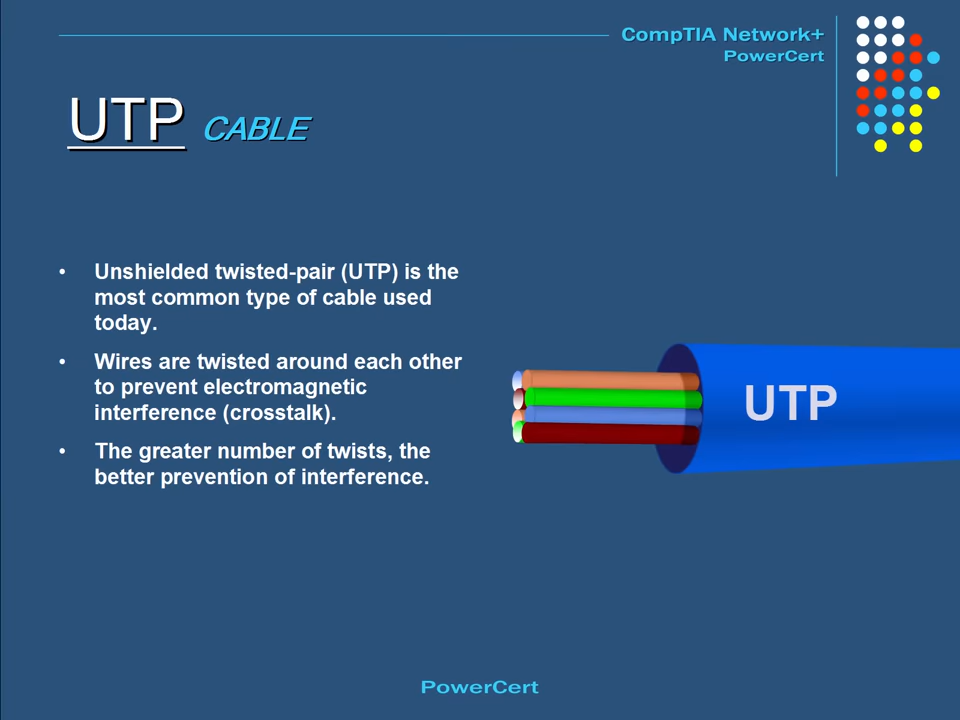 CompTIA Network+
PowerCert
UTP CABLE
• Unshielded twisted-pair (UTP) is the
most common type of cable used
today.
• Wires are twisted around each other
to prevent electromagnetic
interference (crosstalk).
• The greater number of twists, the
better prevention of interference.
UTP
PowerCert